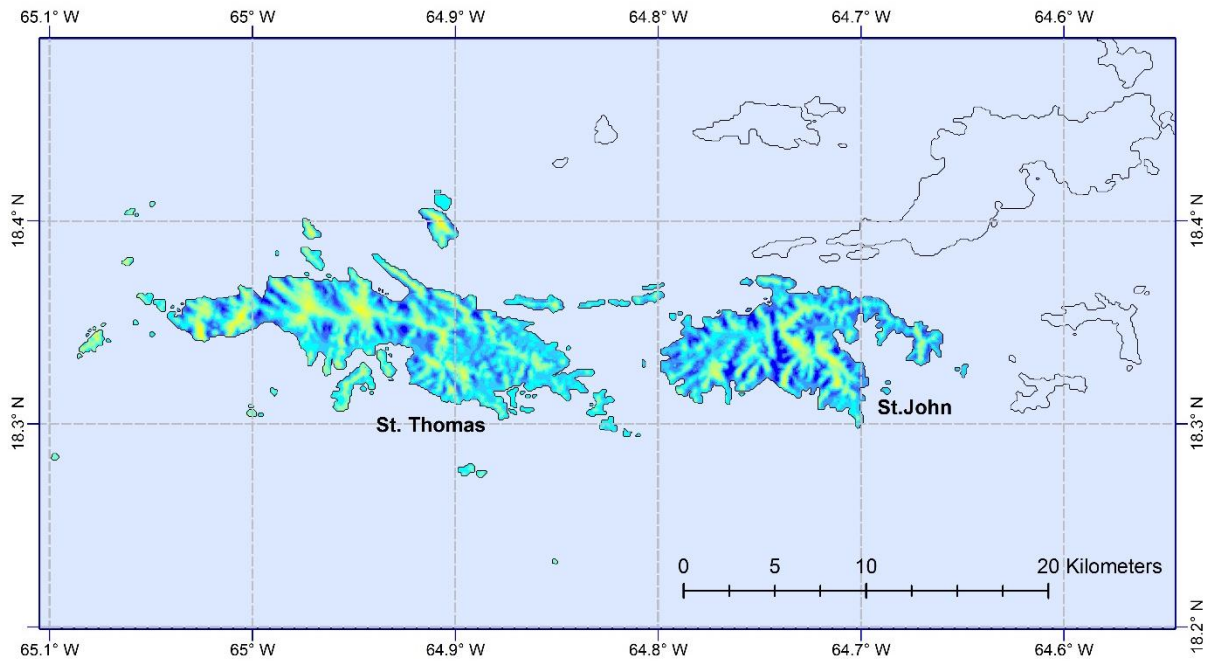 65.1° W 65° W 64.9° W 64.8° W 64.7° W 64.6° W
18.4° N 18.4° N
St.John
St. Thomas
18.3° N 18.3° N
0 5 10 20 Kilometers
18.2° N
65.1° W 65° W 64.9° W 64.8° W 64.7° W 64.6° W